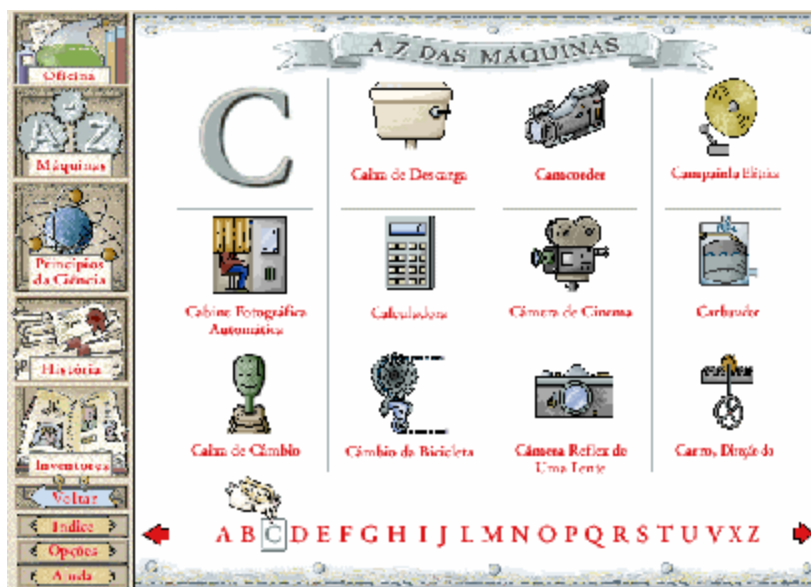 Oficina
A Z
Máquinas
Princípios
da Ciência
História
Inventores
Voltar
Índice
Opções
Ajuda
A Z DAS MÁQUINAS
C
Caixa de Descarga
Camcorder
Campainha Elétrica
Cabine Fotográfica
Automática
Calculadora
Câmera de Cinema
Carburador
Caixa de Câmbio
Câmbio da Bicicleta
Câmera Reflex de
Uma Lente
Carro, Direção do
A B C D E F G H I J L M N O P Q R S T U V X Z